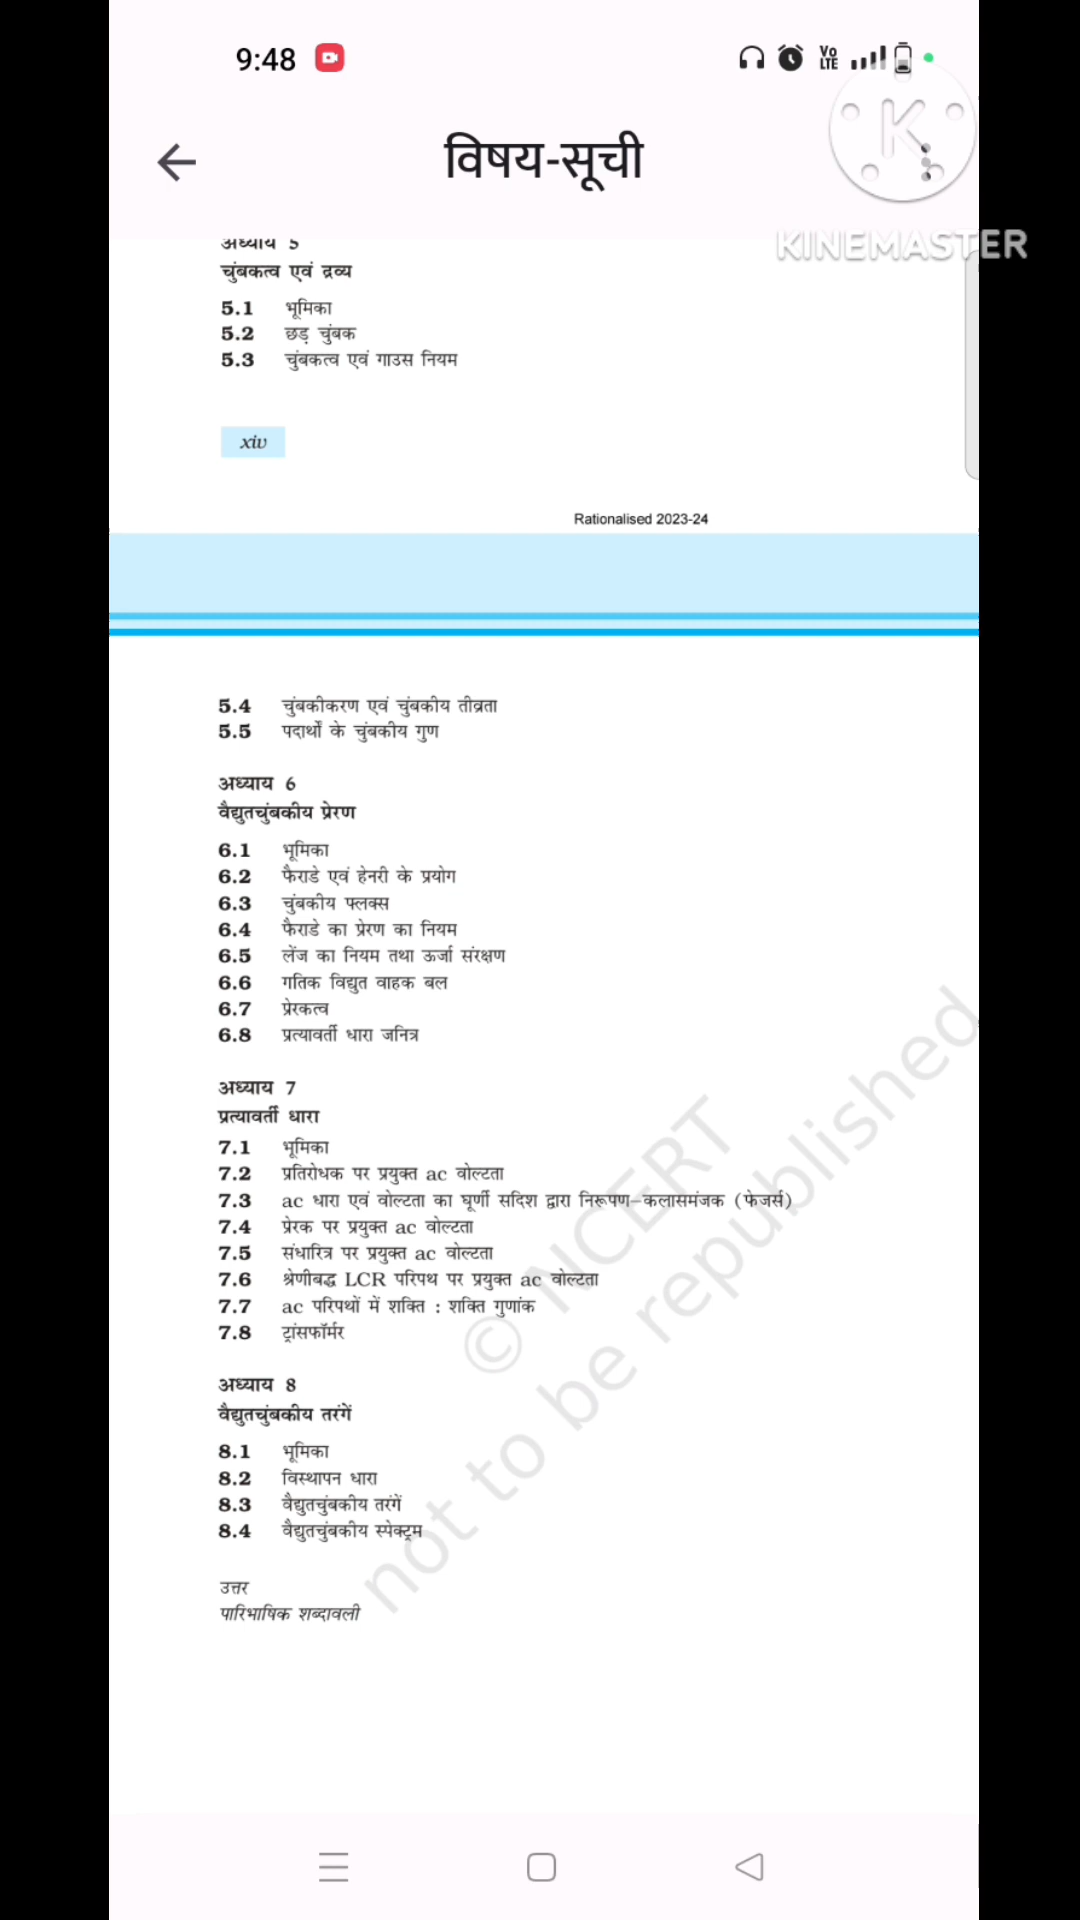 9:48
Vo LTE
विषय-सूची
KINEMASTER
अध्याय 5
चुंबकत्व एवं द्रव्य
5.1 भूमिका
5.2 छड़ चुंबक
5.3 चुंबकत्व एवं गाउस नियम
xiv
Rationalised 2023-24
5.4 चुंबकीकरण एवं चुंबकीय तीव्रता
5.5 पदार्थों के चुंबकीय गुण
अध्याय 6
वैद्युतचुंबकीय प्रेरण
6.1 भूमिका
6.2 फैराडे एवं हेनरी के प्रयोग
6.3 चुंबकीय फ्लक्स
6.4 फैराडे का प्रेरण का नियम
6.5 लेंज का नियम तथा ऊर्जा संरक्षण
6.6 गतिक विद्युत वाहक बल
6.7 प्रेरकत्व
6.8 प्रत्यावर्ती धारा जनित्र
अध्याय 7
प्रत्यावर्ती धारा
7.1 भूमिका
7.2 प्रतिरोधक पर प्रयुक्त ac वोल्टता
7.3 ac धारा एवं वोल्टता का घूर्णी सदिश द्वारा निरूपण–कलासमंजक (फेजर्स)
7.4 प्रेरक पर प्रयुक्त ac वोल्टता
7.5 संधारित्र पर प्रयुक्त ac वोल्टता
7.6 श्रेणीबद्ध LCR परिपथ पर प्रयुक्त ac वोल्टता
7.7 ac परिपथों में शक्ति : शक्ति गुणांक
7.8 ट्रांसफॉर्मर
अध्याय 8
वैद्युतचुंबकीय तरंगें
8.1 भूमिका
8.2 विस्थापन धारा
8.3 वैद्युतचुंबकीय तरंगें
8.4 वैद्युतचुंबकीय स्पेक्ट्रम
उत्तर
पारिभाषिक शब्दावली
© NCERT
not to be republished